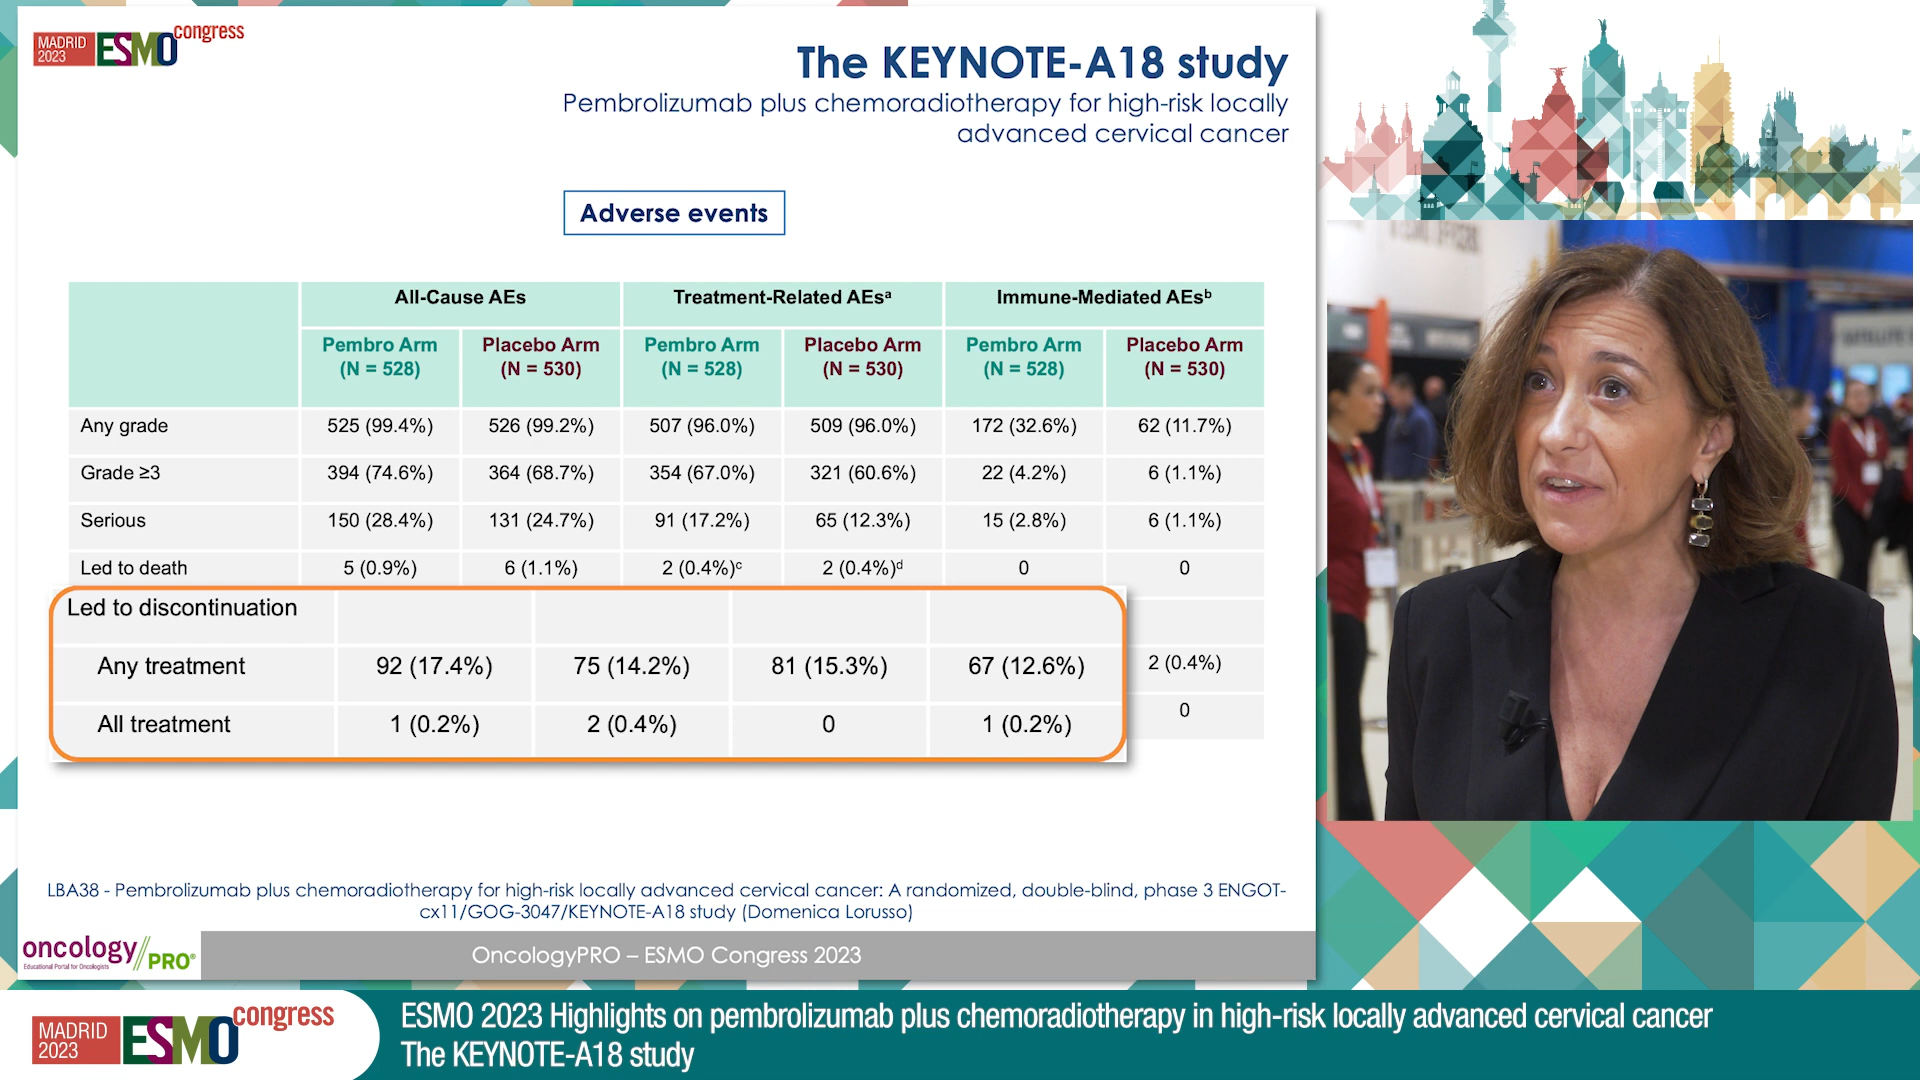 MADRID
2023
ESMO
congress
The KEYNOTE-A18 study
Pembrolizumab plus chemoradiotherapy for high-risk locally
advanced cervical cancer
Adverse events
All-Cause AEs Treatment-Related AEsᵃ Immune-Mediated AEsᵇ
Pembro Arm (N = 528) Placebo Arm (N = 530) Pembro Arm (N = 528) Placebo Arm (N = 530) Pembro Arm (N = 528) Placebo Arm (N = 530)
Any grade 525 (99.4%) 526 (99.2%) 507 (96.0%) 509 (96.0%) 172 (32.6%) 62 (11.7%)
Grade ≥3 394 (74.6%) 364 (68.7%) 354 (67.0%) 321 (60.6%) 22 (4.2%) 6 (1.1%)
Serious 150 (28.4%) 131 (24.7%) 91 (17.2%) 65 (12.3%) 15 (2.8%) 6 (1.1%)
Led to death 5 (0.9%) 6 (1.1%) 2 (0.4%)ᶜ 2 (0.4%)ᵈ 0 0
Led to discontinuation
Any treatment 92 (17.4%) 75 (14.2%) 81 (15.3%) 67 (12.6%) 2 (0.4%)
All treatment 1 (0.2%) 2 (0.4%) 0 1 (0.2%) 0
LBA38 - Pembrolizumab plus chemoradiotherapy for high-risk locally advanced cervical cancer: A randomized, double-blind, phase 3 ENGOT-
cx11/GOG-3047/KEYNOTE-A18 study (Domenica Lorusso)
oncology//PRO®
Educational Portal for Oncologists
OncologyPRO – ESMO Congress 2023
MADRID
2023
ESMO
congress
ESMO 2023 Highlights on pembrolizumab plus chemoradiotherapy in high-risk locally advanced cervical cancer
The KEYNOTE-A18 study